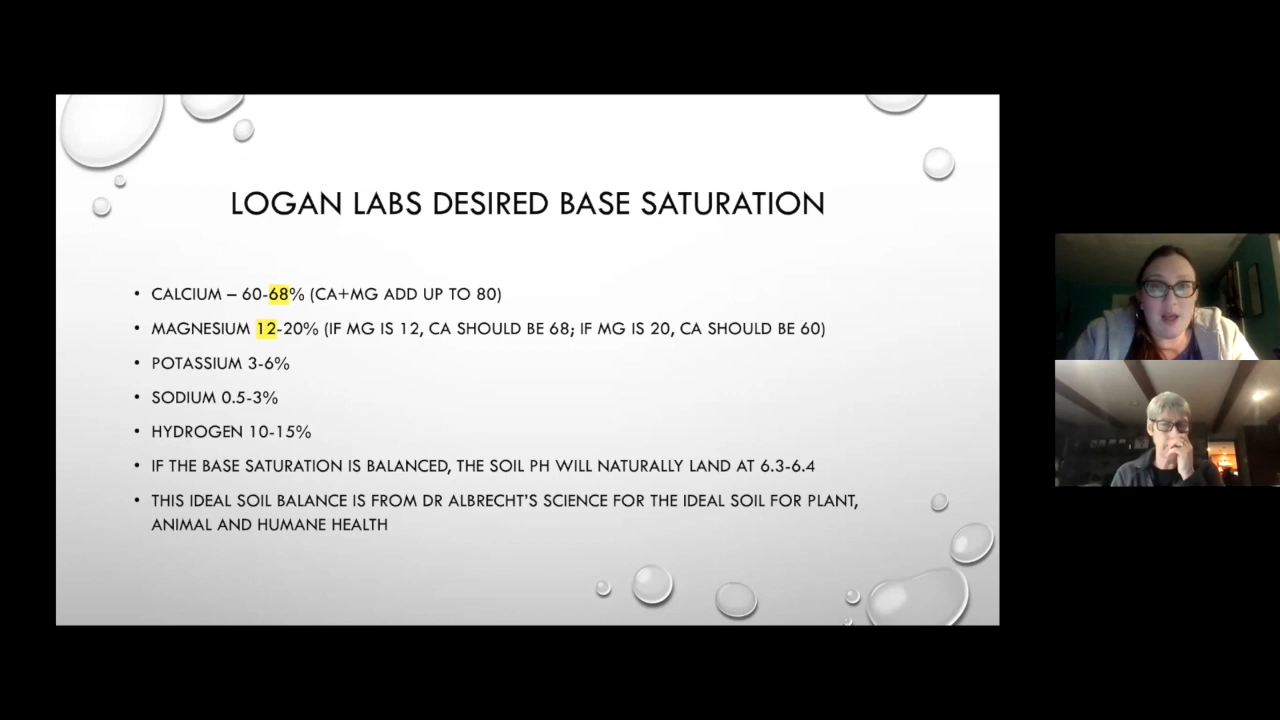 LOGAN LABS DESIRED BASE SATURATION
• CALCIUM – 60-68% (CA+MG ADD UP TO 80)
• MAGNESIUM 12-20% (IF MG IS 12, CA SHOULD BE 68; IF MG IS 20, CA SHOULD BE 60)
• POTASSIUM 3-6%
• SODIUM 0.5-3%
• HYDROGEN 10-15%
• IF THE BASE SATURATION IS BALANCED, THE SOIL PH WILL NATURALLY LAND AT 6.3-6.4
• THIS IDEAL SOIL BALANCE IS FROM DR ALBRECHT'S SCIENCE FOR THE IDEAL SOIL FOR PLANT,
ANIMAL AND HUMANE HEALTH